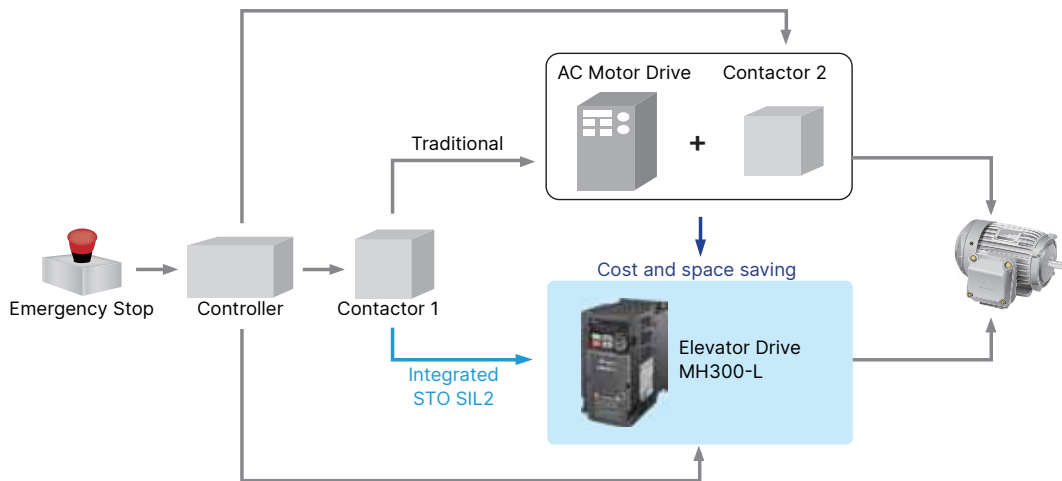 AC Motor Drive
Contactor 2
Traditional
+
Cost and space saving
Emergency Stop
Controller
Contactor 1
Elevator Drive
MH300-L
Integrated
STO SIL2